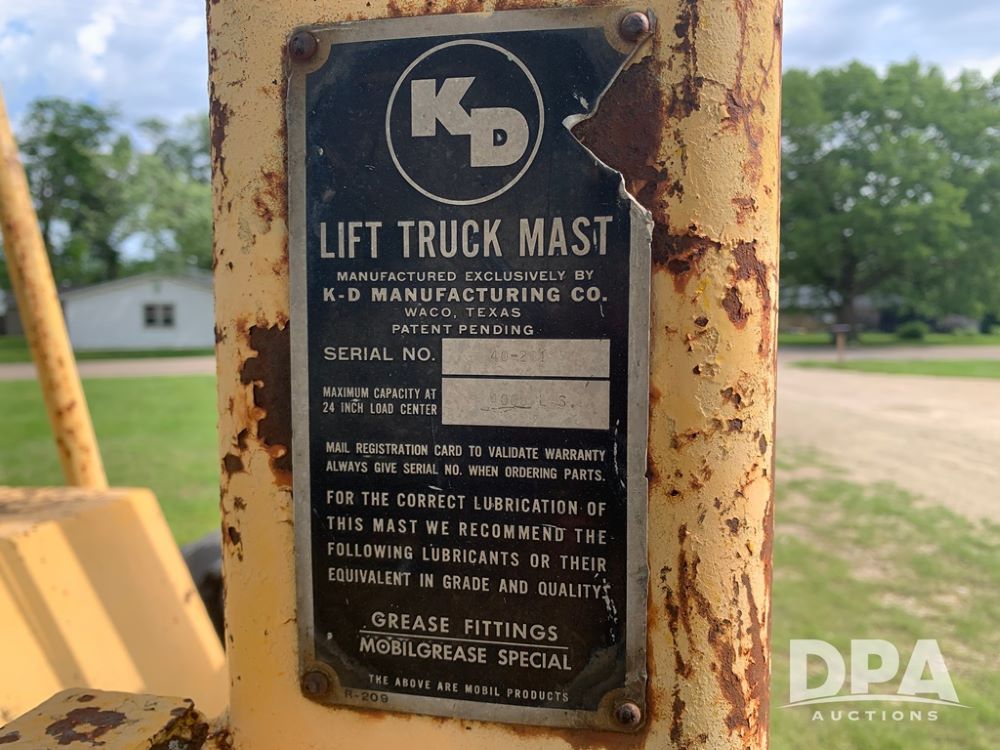 KD
LIFT TRUCK MAST
MANUFACTURED EXCLUSIVELY BY
K-D MANUFACTURING CO.
WACO, TEXAS
PATENT PENDING
SERIAL NO.
MAXIMUM CAPACITY AT
24 INCH LOAD CENTER
MAIL REGISTRATION CARD TO VALIDATE WARRANTY
ALWAYS GIVE SERIAL NO. WHEN ORDERING PARTS.
FOR THE CORRECT LUBRICATION OF
THIS MAST WE RECOMMEND THE
FOLLOWING LUBRICANTS OR THEIR
EQUIVALENT IN GRADE AND QUALITY:
GREASE FITTINGS
MOBILGREASE SPECIAL
THE ABOVE ARE MOBIL PRODUCTS
R-209
DPA
AUCTIONS